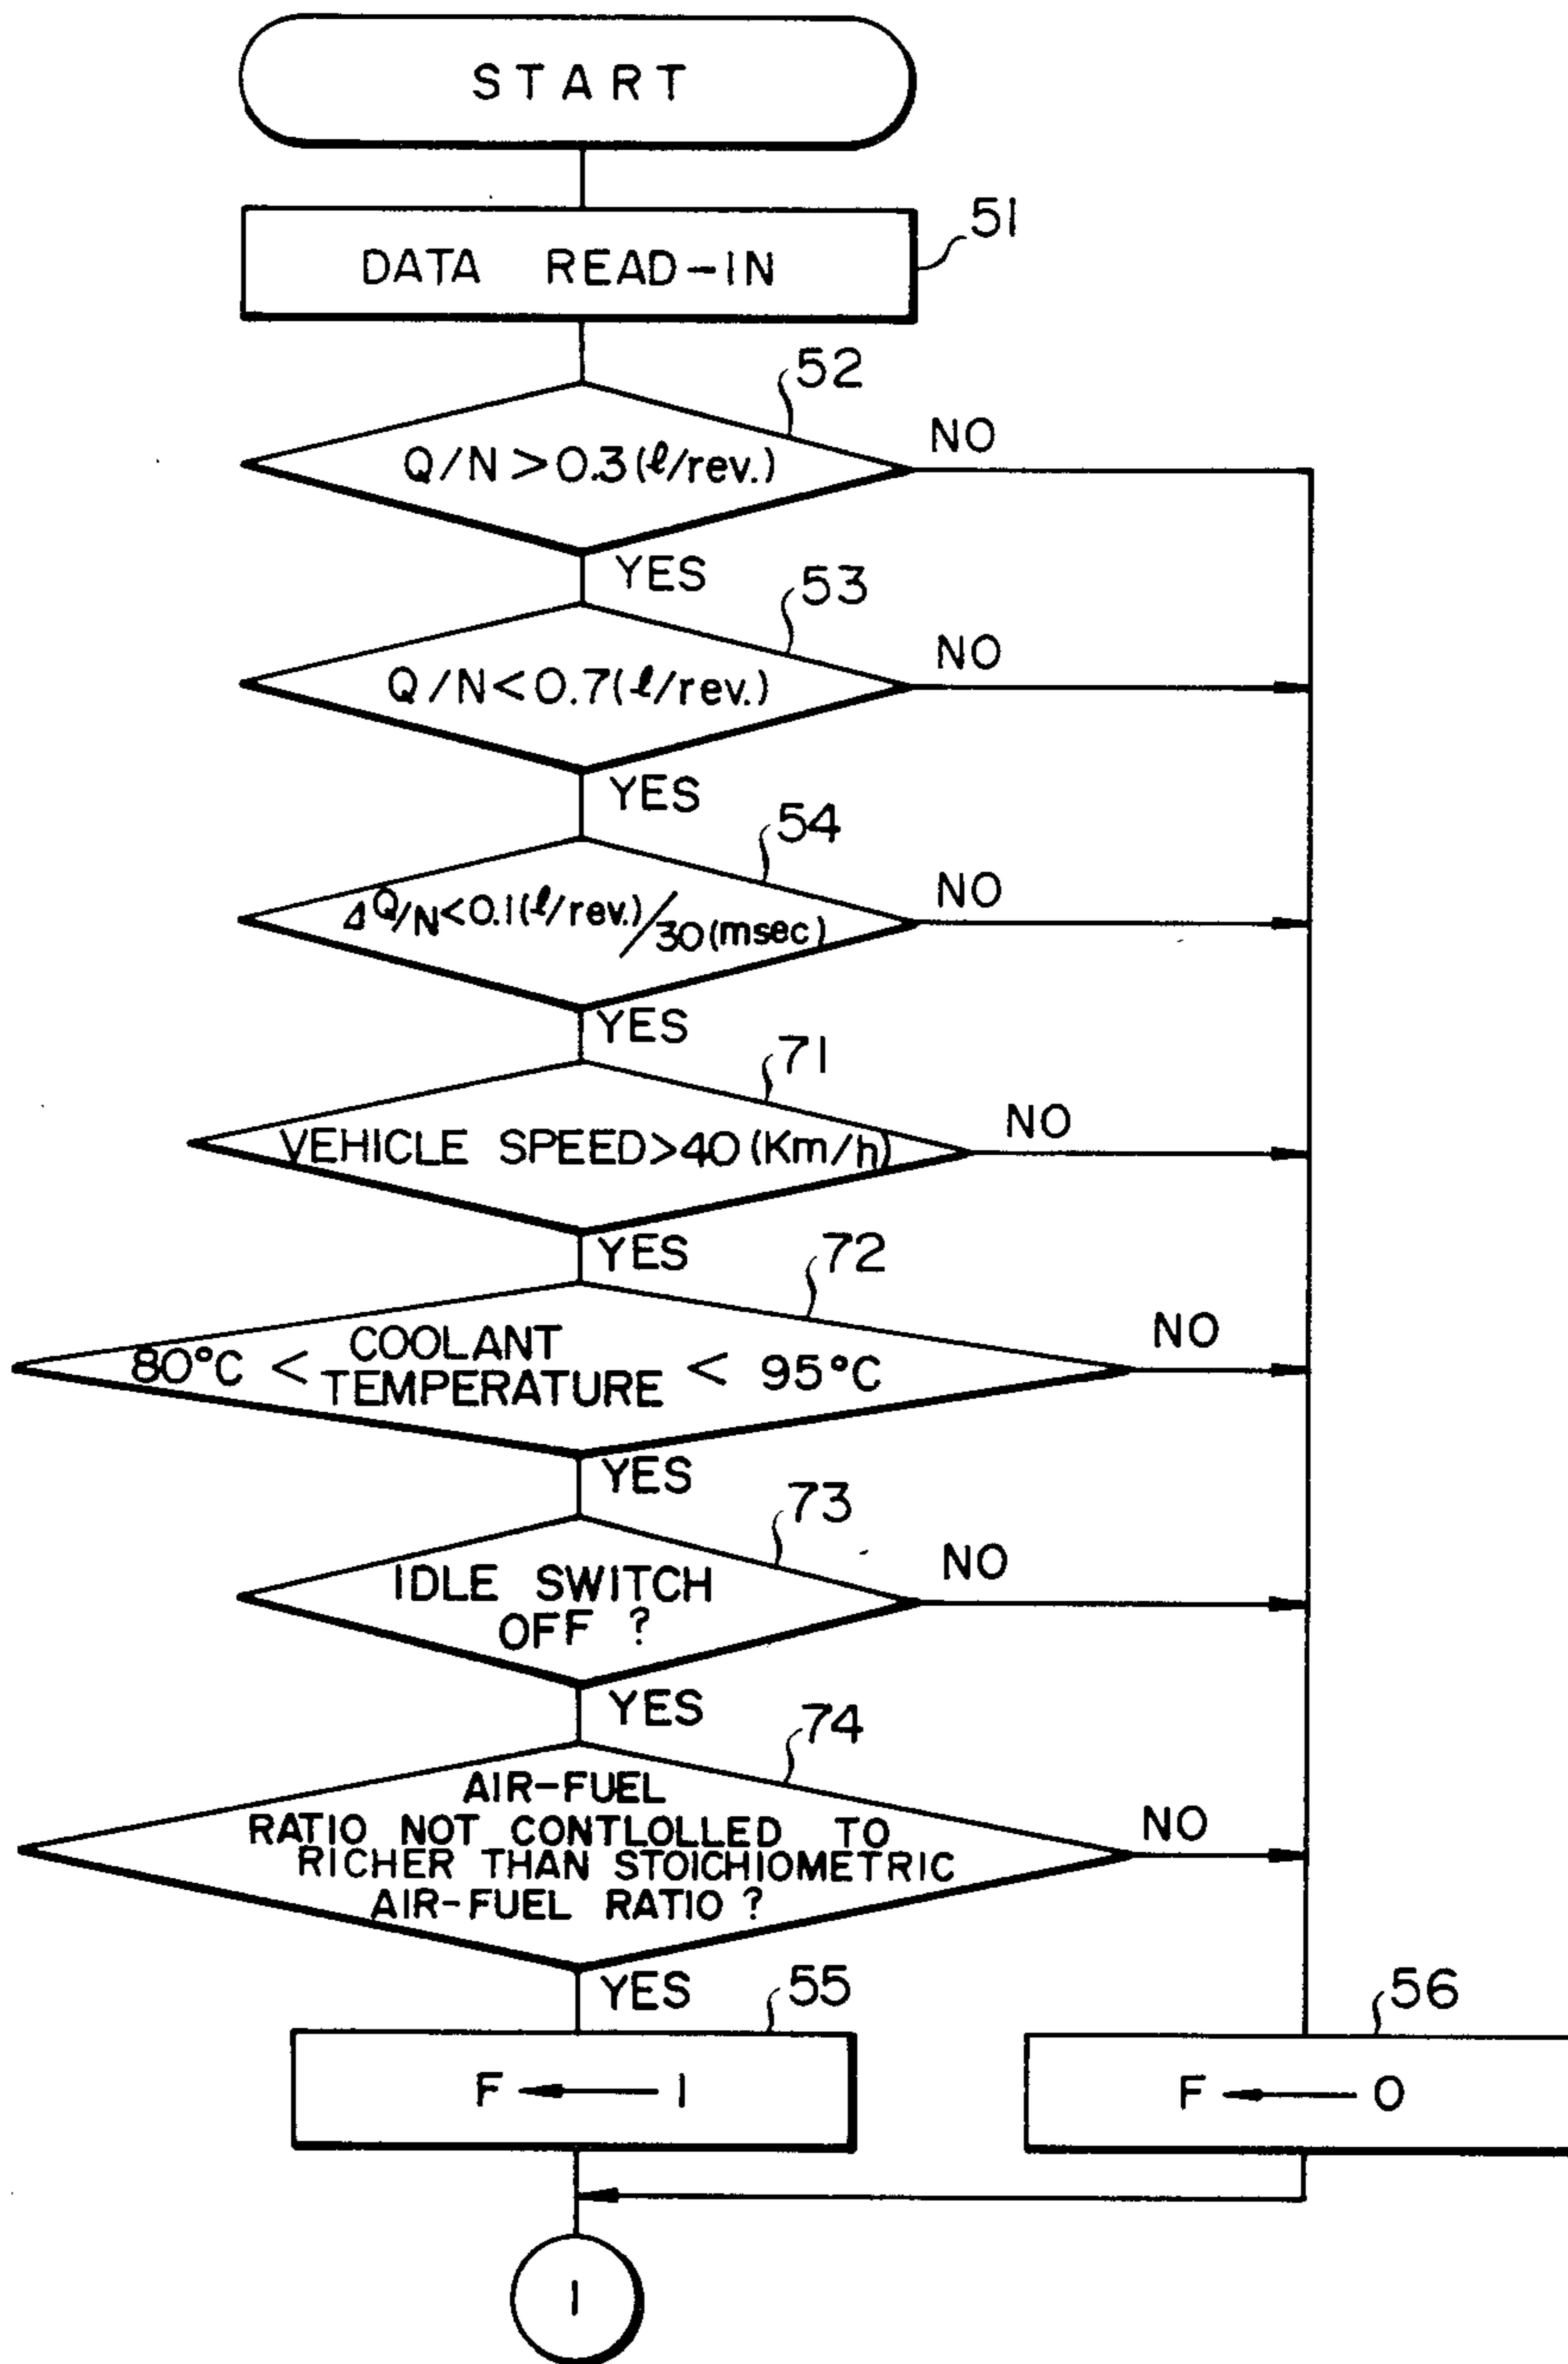 START
DATA READ-IN
51
52
Q/N > 0.3(ℓ/rev.)
NO
YES
53
Q/N < 0.7(ℓ/rev.)
NO
YES
54
ΔQ/N<0.1(ℓ/rev.)/30(msec)
NO
YES
71
VEHICLE SPEED>40(Km/h)
NO
YES
72
80°C < COOLANT TEMPERATURE < 95°C
NO
YES
73
IDLE SWITCH
OFF ?
NO
YES
74
AIR-FUEL
RATIO NOT CONTLOLLED TO
RICHER THAN STOICHIOMETRIC
AIR-FUEL RATIO ?
NO
YES
55
F ← 1
56
F ← 0
1